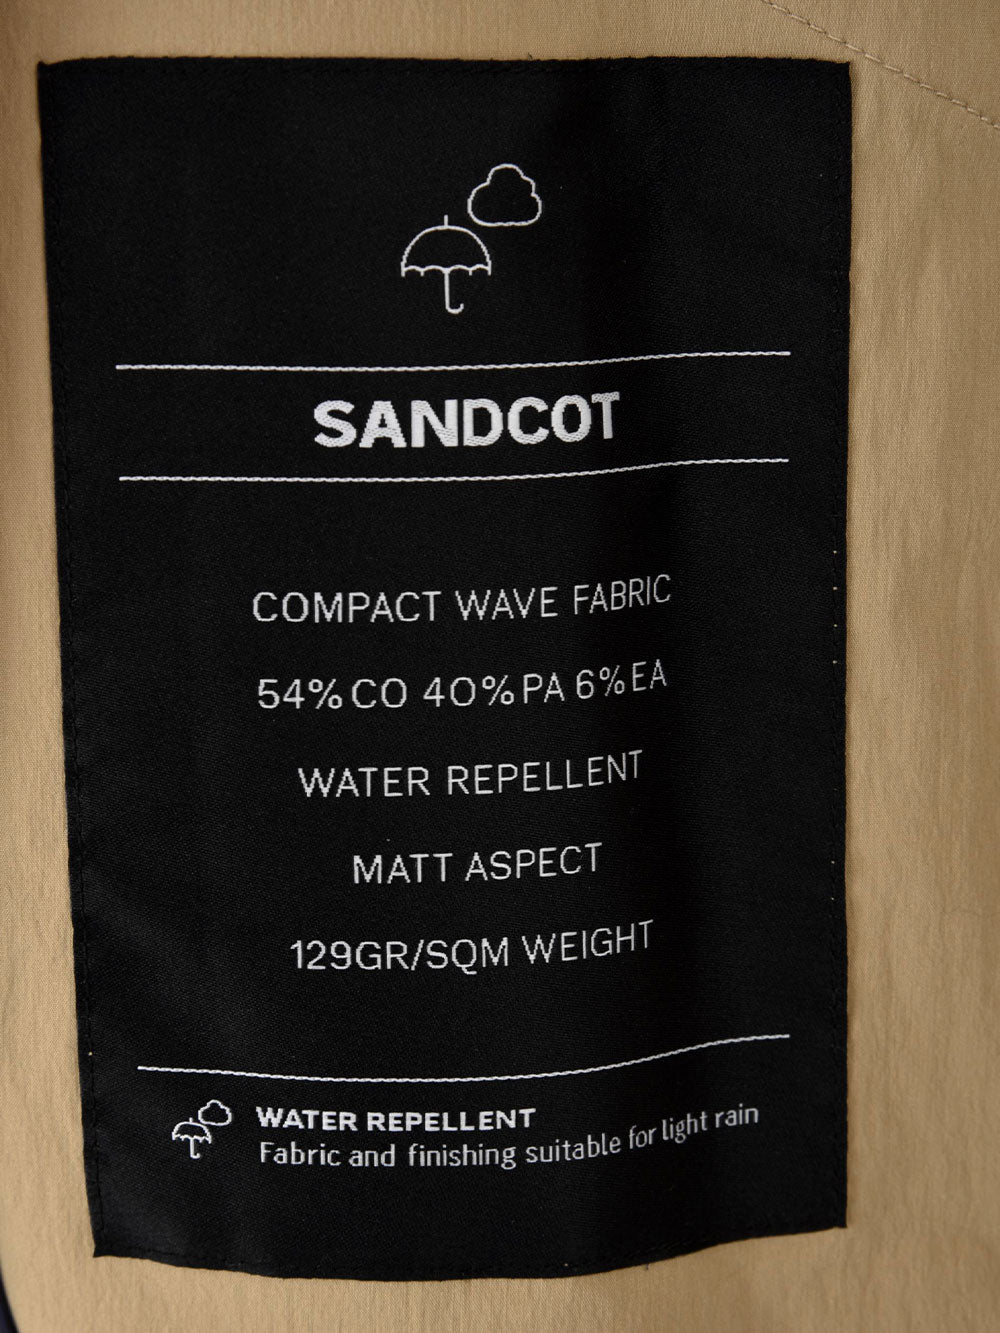 SANDCOT
COMPACT WAVE FABRIC
54% CO 40% PA 6% EA
WATER REPELLENT
MATT ASPECT
129GR/SQM WEIGHT
WATER REPELLENT
Fabric and finishing suitable for light rain